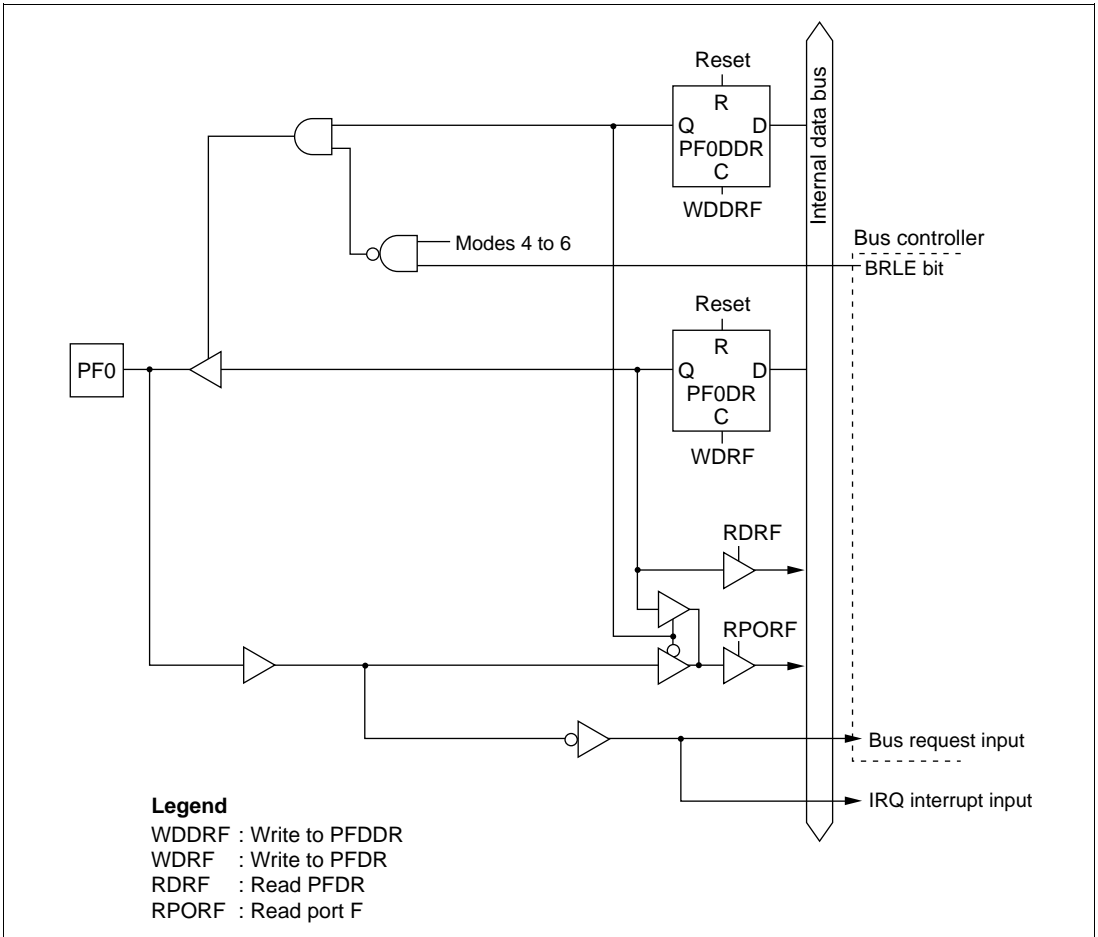 Reset
R
Q D
PF0DDR
C
WDDRF
Internal data bus
Modes 4 to 6
Bus controller
BRLE bit
Reset
R
PF0
Q D
PF0DR
C
WDRF
RDRF
RPORF
Bus request input
IRQ interrupt input
Legend
WDDRF : Write to PFDDR
WDRF : Write to PFDR
RDRF : Read PFDR
RPORF : Read port F